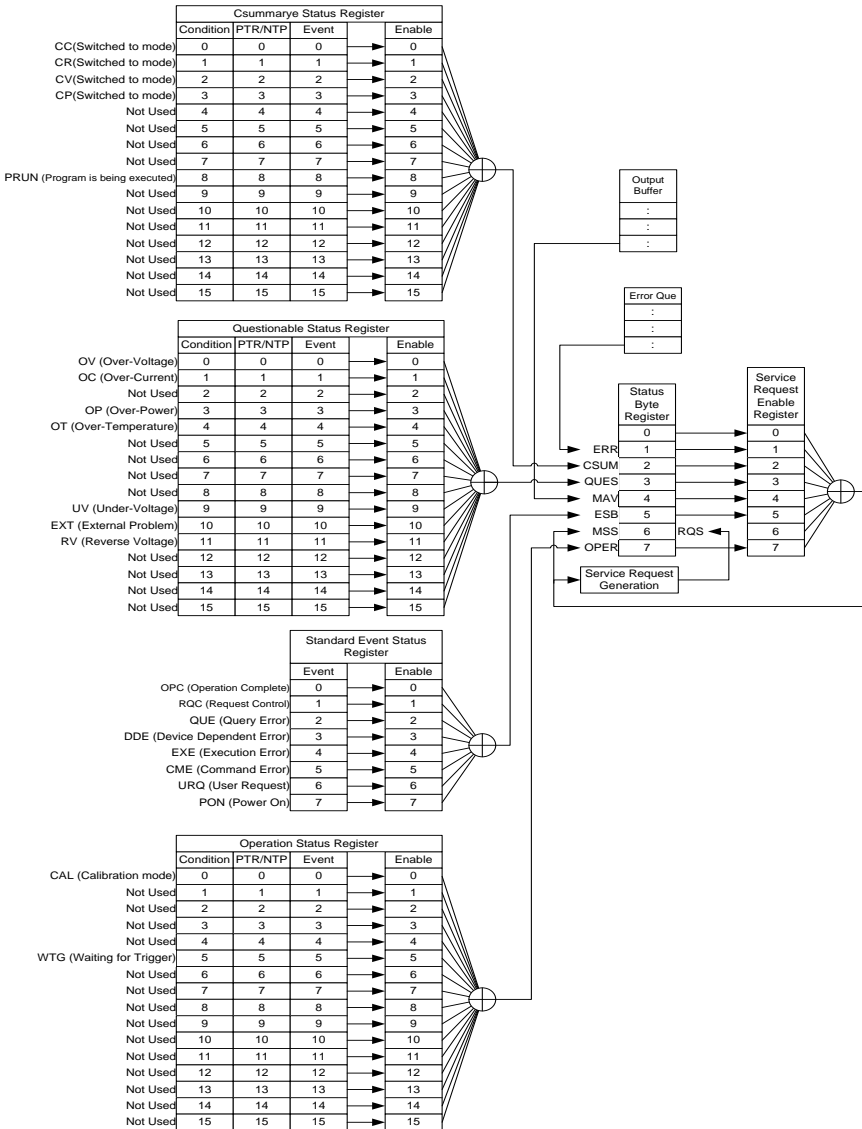 Csummarye Status Register
Condition PTR/NTP Event Enable
CC(Switched to mode) 0 0 0 0
CR(Switched to mode) 1 1 1 1
CV(Switched to mode) 2 2 2 2
CP(Switched to mode) 3 3 3 3
Not Used 4 4 4 4
Not Used 5 5 5 5
Not Used 6 6 6 6
Not Used 7 7 7 7
PRUN (Program is being executed) 8 8 8 8
Not Used 9 9 9 9
Not Used 10 10 10 10
Not Used 11 11 11 11
Not Used 12 12 12 12
Not Used 13 13 13 13
Not Used 14 14 14 14
Not Used 15 15 15 15
Output
Buffer
:
:
:
Error Que
:
:
:
Questionable Status Register
Condition PTR/NTP Event Enable
OV (Over-Voltage) 0 0 0 0
OC (Over-Current) 1 1 1 1
Not Used 2 2 2 2
OP (Over-Power) 3 3 3 3
OT (Over-Temperature) 4 4 4 4
Not Used 5 5 5 5
Not Used 6 6 6 6
Not Used 7 7 7 7
Not Used 8 8 8 8
UV (Under-Voltage) 9 9 9 9
EXT (External Problem) 10 10 10 10
RV (Reverse Voltage) 11 11 11 11
Not Used 12 12 12 12
Not Used 13 13 13 13
Not Used 14 14 14 14
Not Used 15 15 15 15
Status
Byte
Register
Service
Request
Enable
Register
0 0
ERR 1 1
CSUM 2 2
QUES 3 3
MAV 4 4
ESB 5 5
MSS 6 RQS 6
OPER 7 7
Service Request
Generation
Standard Event Status
Register
Event Enable
OPC (Operation Complete) 0 0
RQC (Request Control) 1 1
QUE (Query Error) 2 2
DDE (Device Dependent Error) 3 3
EXE (Execution Error) 4 4
CME (Command Error) 5 5
URQ (User Request) 6 6
PON (Power On) 7 7
Operation Status Register
Condition PTR/NTP Event Enable
CAL (Calibration mode) 0 0 0 0
Not Used 1 1 1 1
Not Used 2 2 2 2
Not Used 3 3 3 3
Not Used 4 4 4 4
WTG (Waiting for Trigger) 5 5 5 5
Not Used 6 6 6 6
Not Used 7 7 7 7
Not Used 8 8 8 8
Not Used 9 9 9 9
Not Used 10 10 10 10
Not Used 11 11 11 11
Not Used 12 12 12 12
Not Used 13 13 13 13
Not Used 14 14 14 14
Not Used 15 15 15 15